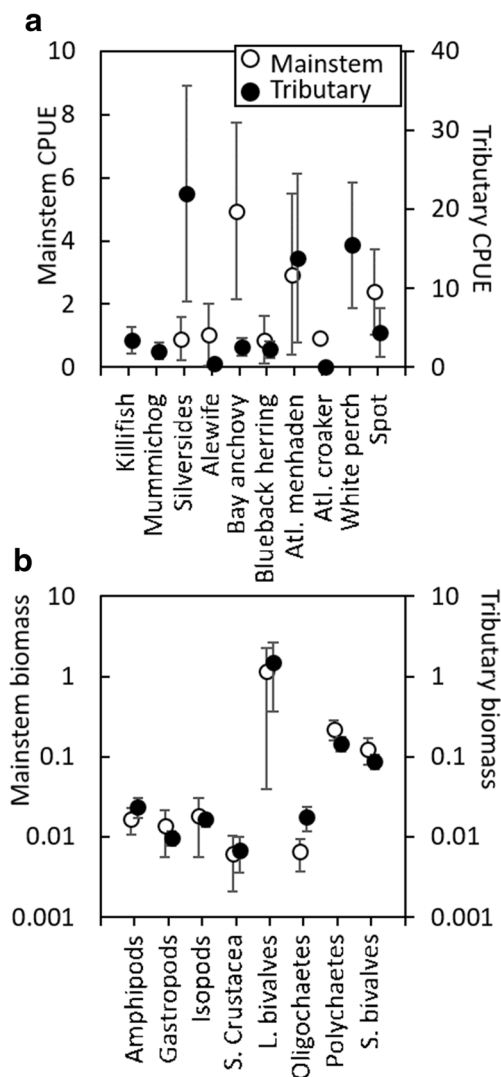 a
10
8
6
4
2
0
Mainstem CPUE
Mainstem
Tributary
40
30
20
10
0
Tributary CPUE
Killifish
Mummichog
Silversides
Alewife
Bay anchovy
Blueback herring
Atl. menhaden
Atl. croaker
White perch
Spot
b
10
1
0.1
0.01
0.001
Mainstem biomass
10
1
0.1
0.01
0.001
Tributary biomass
Amphipods
Gastropods
Isopods
S. Crustacea
L. bivalves
Oligochaetes
Polychaetes
S. bivalves